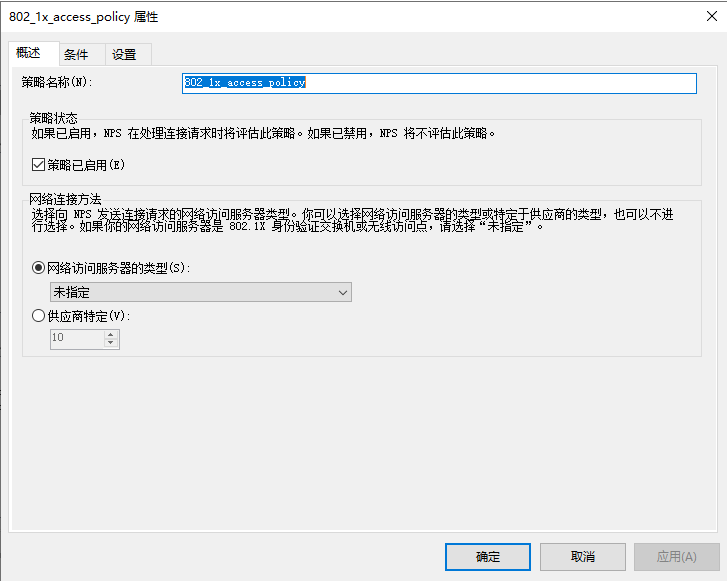 802_1x_access_policy 属性
概述
条件
设置
策略名称(N):
802_1x_access_policy
策略状态
如果已启用，NPS 在处理连接请求时将评估此策略。如果已禁用，NPS 将不评估此策略。
策略已启用(E)
网络连接方法
选择向 NPS 发送连接请求的网络访问服务器类型。你可以选择网络访问服务器的类型或特定于供应商的类型，也可以不进
行选择。如果你的网络访问服务器是 802.1X 身份验证交换机或无线访问点，请选择“未指定”。
网络访问服务器的类型(S):
未指定
供应商特定(V):
10
确定
取消
应用(A)